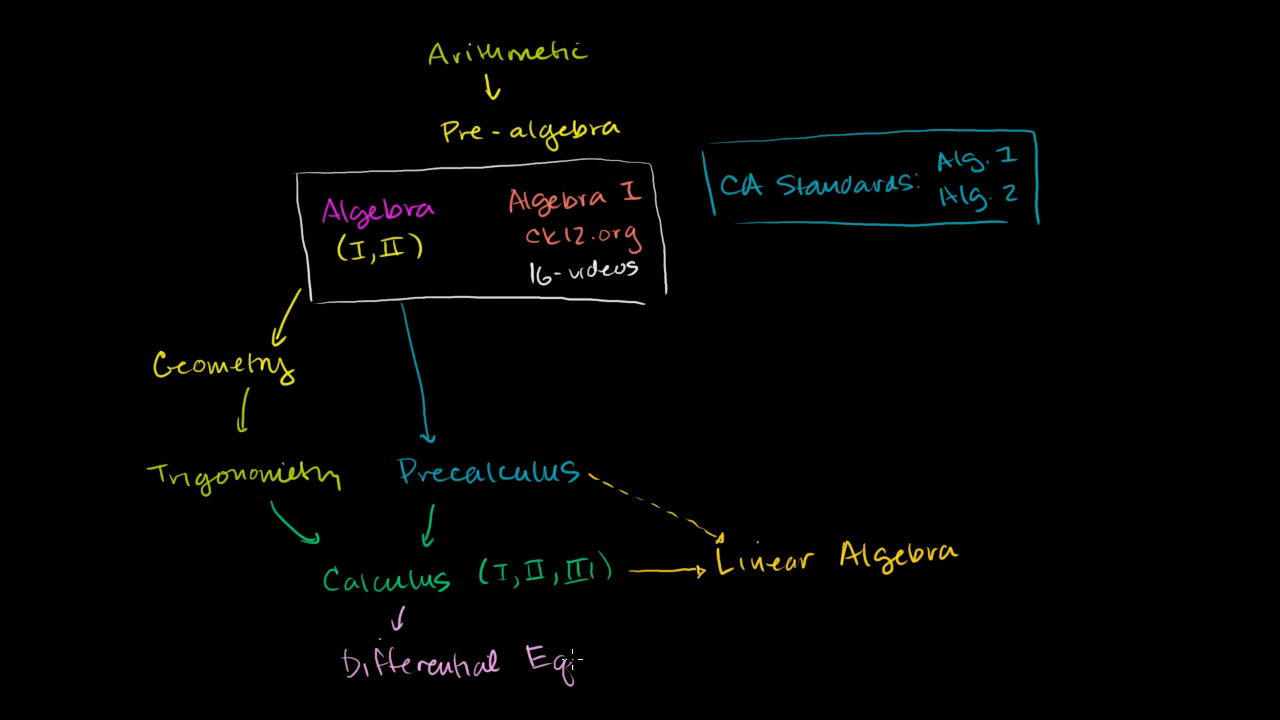 Arithmetic
Pre-algebra
Algebra
(I, II)
Algebra I
ck12.org
16-videos
CA Standards:
Alg. 1
Alg. 2
Geometry
Trigonometry
Precalculus
Calculus (I, II, III)
Linear Algebra
Differential Eq